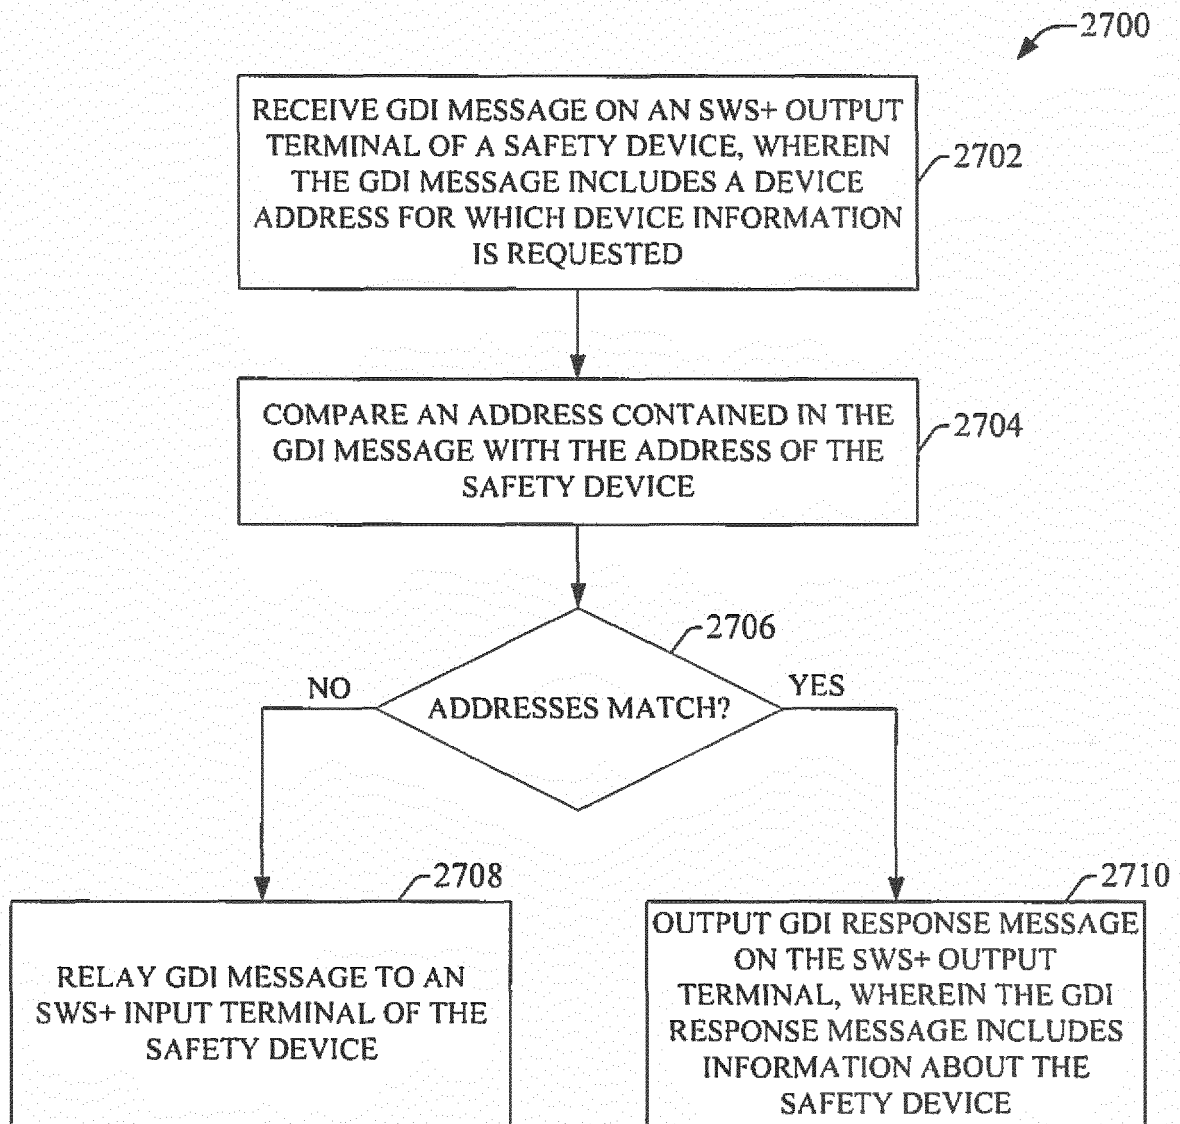 2700
RECEIVE GDI MESSAGE ON AN SWS+ OUTPUT
TERMINAL OF A SAFETY DEVICE, WHEREIN
THE GDI MESSAGE INCLUDES A DEVICE
ADDRESS FOR WHICH DEVICE INFORMATION
IS REQUESTED
2702
COMPARE AN ADDRESS CONTAINED IN THE
GDI MESSAGE WITH THE ADDRESS OF THE
SAFETY DEVICE
2704
2706
NO
ADDRESSES MATCH?
YES
2708
RELAY GDI MESSAGE TO AN
SWS+ INPUT TERMINAL OF THE
SAFETY DEVICE
2710
OUTPUT GDI RESPONSE MESSAGE
ON THE SWS+ OUTPUT
TERMINAL, WHEREIN THE GDI
RESPONSE MESSAGE INCLUDES
INFORMATION ABOUT THE
SAFETY DEVICE